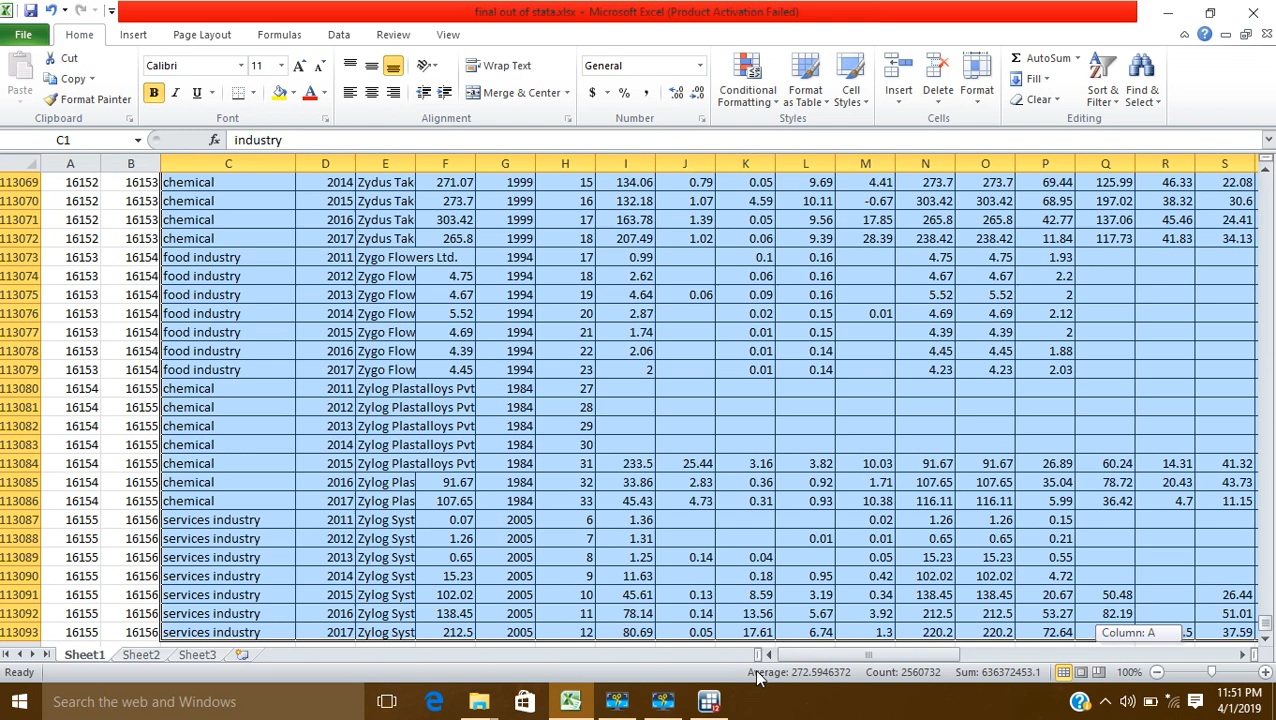 final out of stata.xlsx - Microsoft Excel (Product Activation Failed)
File Home Insert Page Layout Formulas Data Review View
Paste Cut Copy Format Painter Clipboard
Calibri 11 B I U Font
Wrap Text Merge & Center Alignment
General $ % , Number
Conditional Formatting Format as Table Cell Styles Styles
Insert Delete Format Cells
AutoSum Fill Clear Sort & Filter Find & Select Editing
C1 fx industry
A B C D E F G H I J K L M N O P Q R S
113069 16152 16153 chemical 2014 Zydus Tak 271.07 1999 15 134.06 0.79 0.05 9.69 4.41 273.7 273.7 69.44 125.99 46.33 22.08
113070 16152 16153 chemical 2015 Zydus Tak 273.7 1999 16 132.18 1.07 4.59 10.11 -0.67 303.42 303.42 68.95 197.02 38.32 30.6
113071 16152 16153 chemical 2016 Zydus Tak 303.42 1999 17 163.78 1.39 0.05 9.56 17.85 265.8 265.8 42.77 137.06 45.46 24.41
113072 16152 16153 chemical 2017 Zydus Tak 265.8 1999 18 207.49 1.02 0.06 9.39 28.39 238.42 238.42 11.84 117.73 41.83 34.13
113073 16153 16154 food industry 2011 Zygo Flowers Ltd. 1994 17 0.99 0.1 0.16 4.75 4.75 1.93
113074 16153 16154 food industry 2012 Zygo Flow 4.75 1994 18 2.62 0.06 0.16 4.67 4.67 2.2
113075 16153 16154 food industry 2013 Zygo Flow 4.67 1994 19 4.64 0.06 0.09 0.16 5.52 5.52 2
113076 16153 16154 food industry 2014 Zygo Flow 5.52 1994 20 2.87 0.02 0.15 0.01 4.69 4.69 2.12
113077 16153 16154 food industry 2015 Zygo Flow 4.69 1994 21 1.74 0.01 0.15 4.39 4.39 2
113078 16153 16154 food industry 2016 Zygo Flow 4.39 1994 22 2.06 0.01 0.14 4.45 4.45 1.88
113079 16153 16154 food industry 2017 Zygo Flow 4.45 1994 23 2 0.01 0.14 4.23 4.23 2.03
113080 16154 16155 chemical 2011 Zylog Plastalloys Pvt 1984 27
113081 16154 16155 chemical 2012 Zylog Plastalloys Pvt 1984 28
113082 16154 16155 chemical 2013 Zylog Plastalloys Pvt 1984 29
113083 16154 16155 chemical 2014 Zylog Plastalloys Pvt 1984 30
113084 16154 16155 chemical 2015 Zylog Plastalloys Pvt 1984 31 233.5 25.44 3.16 3.82 10.03 91.67 91.67 26.89 60.24 14.31 41.32
113085 16154 16155 chemical 2016 Zylog Plas 91.67 1984 32 33.86 2.83 0.36 0.92 1.71 107.65 107.65 35.04 78.72 20.43 43.73
113086 16154 16155 chemical 2017 Zylog Plas 107.65 1984 33 45.43 4.73 0.31 0.93 10.38 116.11 116.11 5.99 36.42 4.7 11.15
113087 16155 16156 services industry 2011 Zylog Syst 0.07 2005 6 1.36 0.02 1.26 1.26 0.15
113088 16155 16156 services industry 2012 Zylog Syst 1.26 2005 7 1.31 0.01 0.01 0.65 0.65 0.21
113089 16155 16156 services industry 2013 Zylog Syst 0.65 2005 8 1.25 0.14 0.04 0.05 15.23 15.23 0.55
113090 16155 16156 services industry 2014 Zylog Syst 15.23 2005 9 11.63 0.18 0.95 0.42 102.02 102.02 4.72
113091 16155 16156 services industry 2015 Zylog Syst 102.02 2005 10 45.61 0.13 8.59 3.19 0.34 138.45 138.45 20.67 50.48 26.44
113092 16155 16156 services industry 2016 Zylog Syst 138.45 2005 11 78.14 0.14 13.56 5.67 3.92 212.5 212.5 53.27 82.19 51.01
113093 16155 16156 services industry 2017 Zylog Syst 212.5 2005 12 80.69 0.05 17.61 6.74 1.3 220.2 220.2 72.64 Column: A .5 37.59
Sheet1 Sheet2 Sheet3
Ready Average: 272.5946372 Count: 2560732 Sum: 636372453.1 100%
Search the web and Windows 11:51 PM
4/1/2019